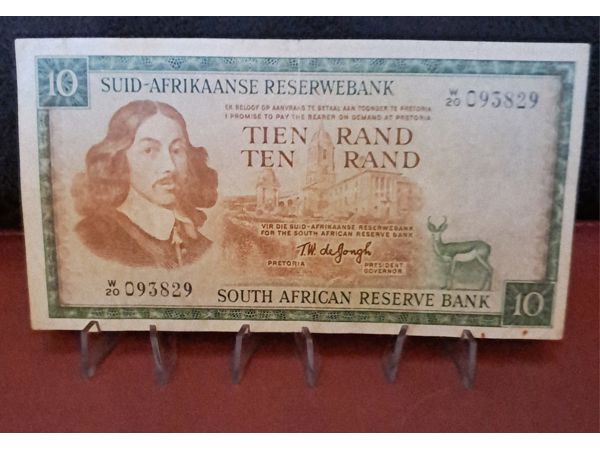 10
SUID-AFRIKAANSE RESERWEBANK
W/20 093829
EK BELOOF OP AANVRAAG TE BETAAL AAN TOONDER TE PRETORIA
I PROMISE TO PAY THE BEARER ON DEMAND AT PRETORIA
TIEN RAND
TEN RAND
VIR DIE SUID-AFRIKAANSE RESERWEBANK
FOR THE SOUTH AFRICAN RESERVE BANK
T.W. de Jongh
PRETORIA
PRESIDENT
GOVERNOR
W/20 093829
SOUTH AFRICAN RESERVE BANK
10